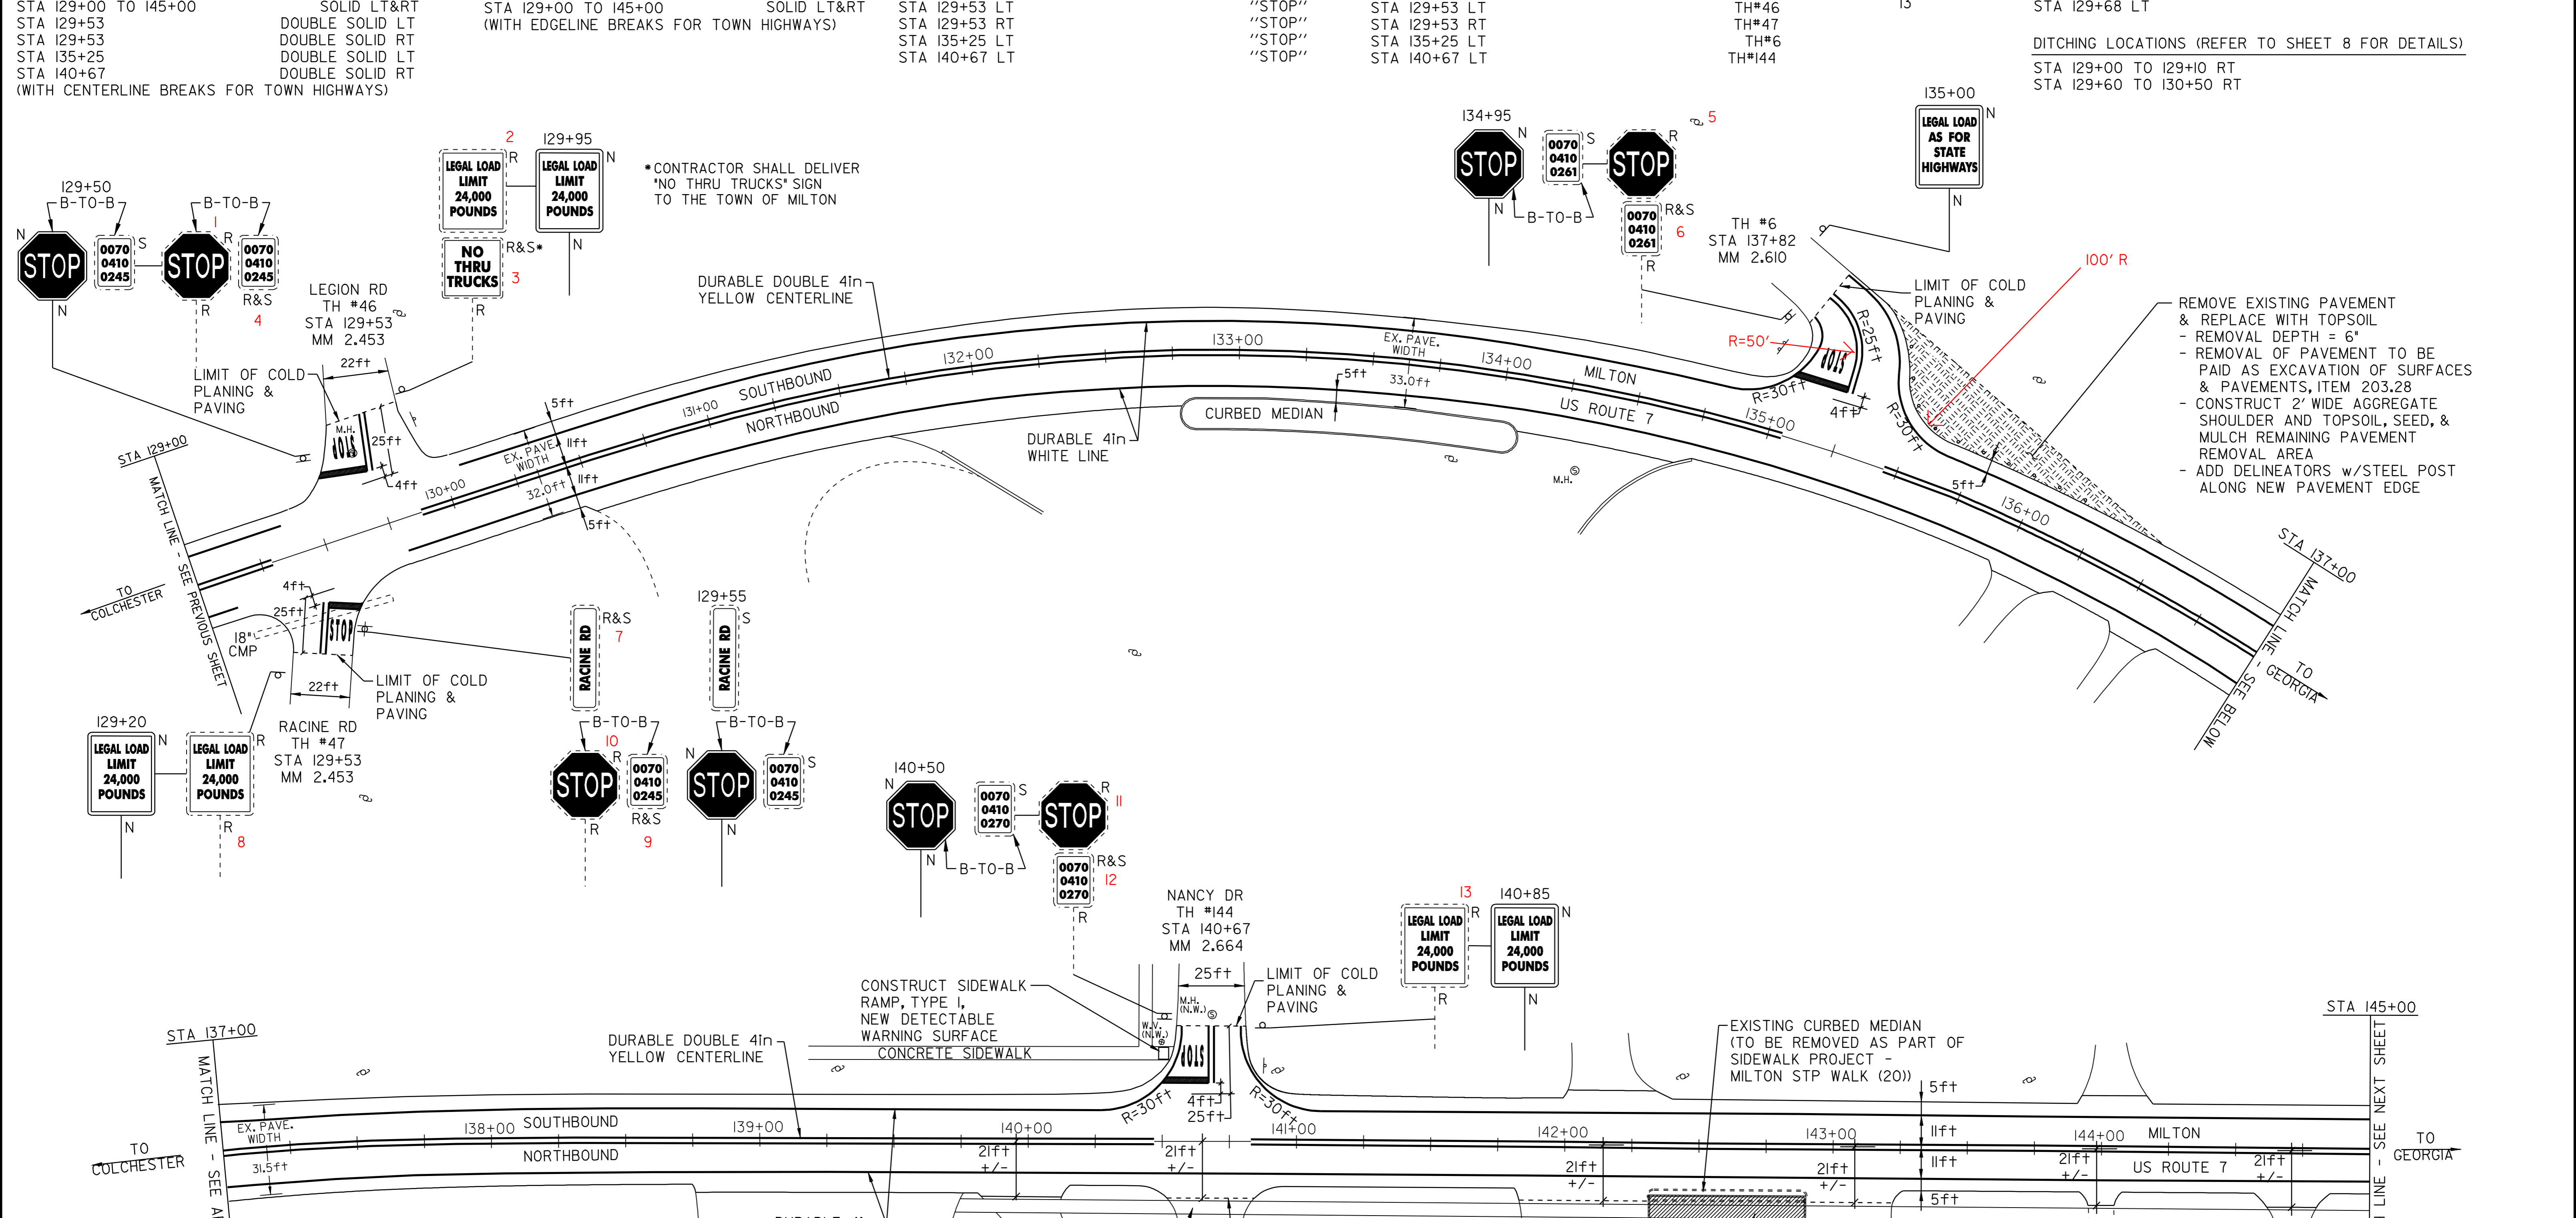 STA 129+00 TO 145+00 SOLID LT&RT
STA 129+53 DOUBLE SOLID LT
STA 129+53 DOUBLE SOLID RT
STA 135+25 DOUBLE SOLID LT
STA 140+67 DOUBLE SOLID RT
(WITH CENTERLINE BREAKS FOR TOWN HIGHWAYS)
STA 129+00 TO 145+00 SOLID LT&RT
(WITH EDGELINE BREAKS FOR TOWN HIGHWAYS)
STA 129+53 LT "STOP"
STA 129+53 RT "STOP"
STA 135+25 LT "STOP"
STA 140+67 LT "STOP"
STA 129+53 LT TH#46
STA 129+53 RT TH#47
STA 135+25 LT TH#6
STA 140+67 LT TH#144
13
STA 129+68 LT
DITCHING LOCATIONS (REFER TO SHEET 8 FOR DETAILS)
STA 129+00 TO 129+10 RT
STA 129+60 TO 130+50 RT
129+50
B-TO-B
N
STOP
N
0070
0410
0245
S
B-TO-B
1
R
STOP
R
0070
0410
0245
R&S
4
2
R
LEGAL LOAD
LIMIT
24,000
POUNDS
NO
THRU
TRUCKS
R&S*
3
R
129+95
N
LEGAL LOAD
LIMIT
24,000
POUNDS
N
*CONTRACTOR SHALL DELIVER
"NO THRU TRUCKS" SIGN
TO THE TOWN OF MILTON
LEGION RD
TH #46
STA 129+53
MM 2.453
LIMIT OF COLD
PLANING &
PAVING
22ft
M.H.
STOP
25ft
4ft
STA 129+00
MATCH LINE - SEE PREVIOUS SHEET
TO
COLCHESTER
DURABLE DOUBLE 4in
YELLOW CENTERLINE
5ft
11ft
EX. PAVE.
WIDTH
32.0ft
11ft
5ft
130+00
131+00
132+00
133+00
134+00
135+00
136+00
SOUTHBOUND
NORTHBOUND
DURABLE 4in
WHITE LINE
CURBED MEDIAN
5ft
EX. PAVE.
WIDTH
33.0ft
MILTON
US ROUTE 7
M.H.
134+95
N
STOP
N
B-TO-B
0070
0410
0261
S
5
R
STOP
0070
0410
0261
R&S
6
R
TH #6
STA 137+82
MM 2.610
135+00
N
LEGAL LOAD
AS FOR
STATE
HIGHWAYS
N
LIMIT OF COLD
PLANING &
PAVING
R=50'
R=25ft
STOP
R=30ft
4ft
R=30ft
100' R
5ft
REMOVE EXISTING PAVEMENT
& REPLACE WITH TOPSOIL
- REMOVAL DEPTH = 6"
- REMOVAL OF PAVEMENT TO BE
PAID AS EXCAVATION OF SURFACES
& PAVEMENTS, ITEM 203.28
- CONSTRUCT 2' WIDE AGGREGATE
SHOULDER AND TOPSOIL, SEED, &
MULCH REMAINING PAVEMENT
REMOVAL AREA
- ADD DELINEATORS w/STEEL POST
ALONG NEW PAVEMENT EDGE
STA 137+00
MATCH LINE - SEE BELOW
TO
GEORGIA
4ft
25ft
STOP
18"
CMP
22ft
LIMIT OF COLD
PLANING &
PAVING
RACINE RD
TH #47
STA 129+53
MM 2.453
129+20
N
LEGAL LOAD
LIMIT
24,000
POUNDS
N
R
LEGAL LOAD
LIMIT
24,000
POUNDS
R
8
RACINE RD
R&S
7
B-TO-B
10
R
STOP
R
0070
0410
0245
R&S
9
129+55
RACINE RD
S
B-TO-B
N
STOP
N
0070
0410
0245
S
140+50
N
STOP
N
B-TO-B
0070
0410
0270
S
R
11
STOP
0070
0410
0270
R&S
12
R
NANCY DR
TH #144
STA 140+67
MM 2.664
25ft
LIMIT OF COLD
PLANING &
PAVING
13
R
LEGAL LOAD
LIMIT
24,000
POUNDS
R
140+85
N
LEGAL LOAD
LIMIT
24,000
POUNDS
N
CONSTRUCT SIDEWALK
RAMP, TYPE 1,
NEW DETECTABLE
WARNING SURFACE
CONCRETE SIDEWALK
M.H.
(N.W.)
W.V.
(N.W.)
STOP
R=30ft
4ft
25ft
R=30ft
STA 137+00
DURABLE DOUBLE 4in
YELLOW CENTERLINE
EXISTING CURBED MEDIAN
(TO BE REMOVED AS PART OF
SIDEWALK PROJECT -
MILTON STP WALK (20))
STA 145+00
MATCH LINE - SEE
LINE - SEE NEXT SHEET
TO
COLCHESTER
EX. PAVE.
WIDTH
31.5ft
SOUTHBOUND
NORTHBOUND
138+00
139+00
140+00
141+00
142+00
143+00
144+00
21ft
+/-
21ft
+/-
21ft
+/-
21ft
+/-
21ft
+/-
21ft
+/-
5ft
11ft
11ft
5ft
MILTON
US ROUTE 7
TO
GEORGIA